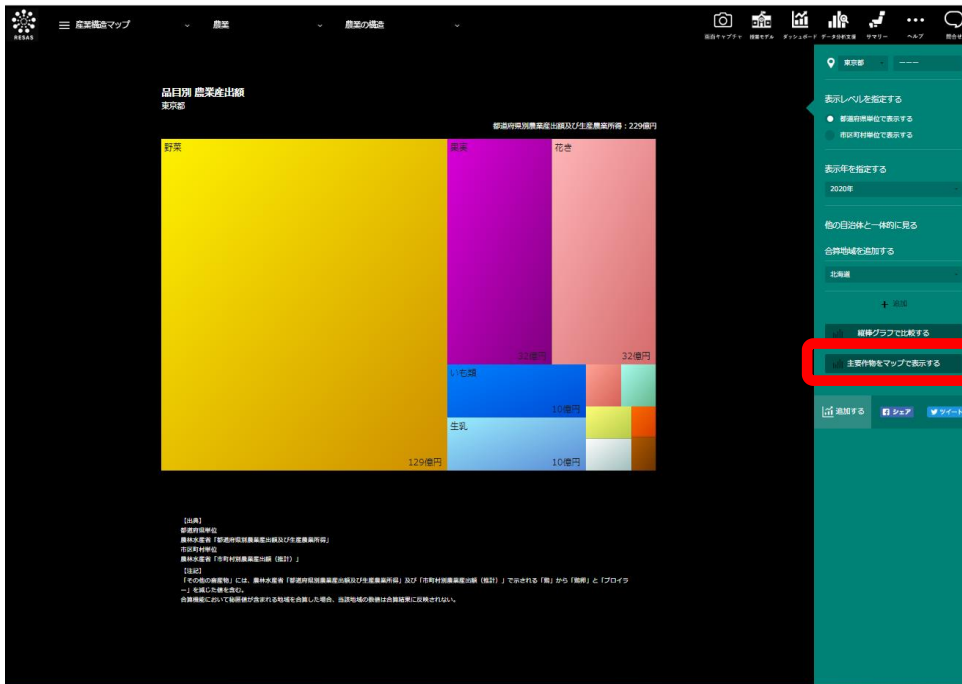 RESAS
産業構造マップ
農業
農業の構造
画面キャプチャ
ダッシュボード
データ分析支援
サマリー
ヘルプ
品目別 農業産出額
東京都
都道府県別農業産出額及び生産農業所得：229億円
野菜
129億円
果実
32億円
花き
32億円
いも類
10億円
生乳
10億円
【出典】
都道府県単位
農林水産省「都道府県別農業産出額及び生産農業所得」
市区町村単位
農林水産省「市町村別農業産出額（推計）」
【注記】
「その他の畜産物」には、農林水産省「都道府県別農業産出額及び生産農業所得」及び「市町村別農業産出額（推計）」で示される「鶏」から「鶏卵」と「ブロイラ
ー」を減じた値を含む。
合算機能において秘匿値が含まれる地域を合算した場合、当該地域の数値は合算結果に反映されない。
東京都
---
表示レベルを指定する
都道府県単位で表示する
市区町村単位で表示する
表示年を指定する
2020年
他の自治体と一体的に見る
合算地域を追加する
北海道
+ 追加
縦棒グラフで比較する
主要作物をマップで表示する
追加する
シェア
ツイート